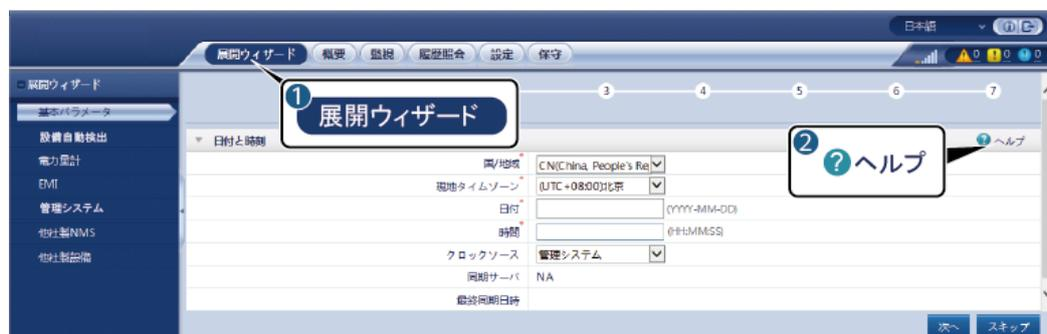 日本語
展開ウィザード 概要 監視 履歴照会 設定 保守
0 0 0
展開ウィザード
基本パラメータ
設備自動検出
電力量計
EMI
管理システム
他社製NMS
他社製設備
3 4 5 6 7
1 展開ウィザード
2 ? ヘルプ
日付と時刻
? ヘルプ
国/地域* CN(China, People's Re
現地タイムゾーン* (UTC+08:00)北京
日付* (YYYY-MM-DD)
時間* (HH:MM:SS)
クロックソース 管理システム
同期サーバ NA
最終同期日時
次へ スキップ